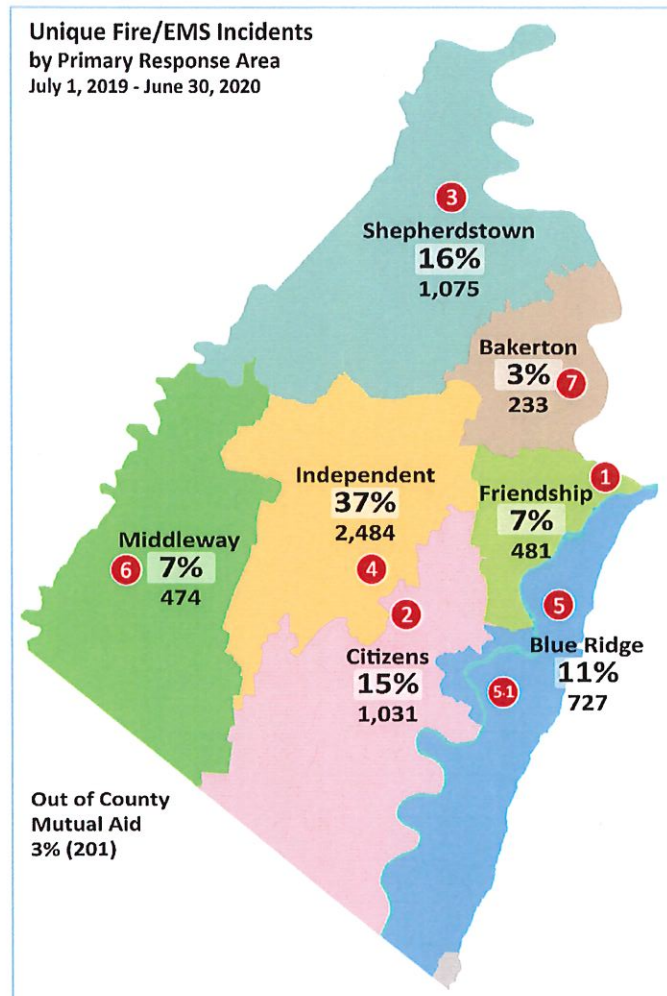 Unique Fire/EMS Incidents
by Primary Response Area
July 1, 2019 - June 30, 2020
3
Shepherdstown
16%
1,075
Bakerton
3%
7
233
Independent
37%
2,484
4
1
Friendship
7%
481
Middleway
6
7%
474
2
Citizens
15%
1,031
5
Blue Ridge
11%
727
5-1
Out of County
Mutual Aid
3% (201)